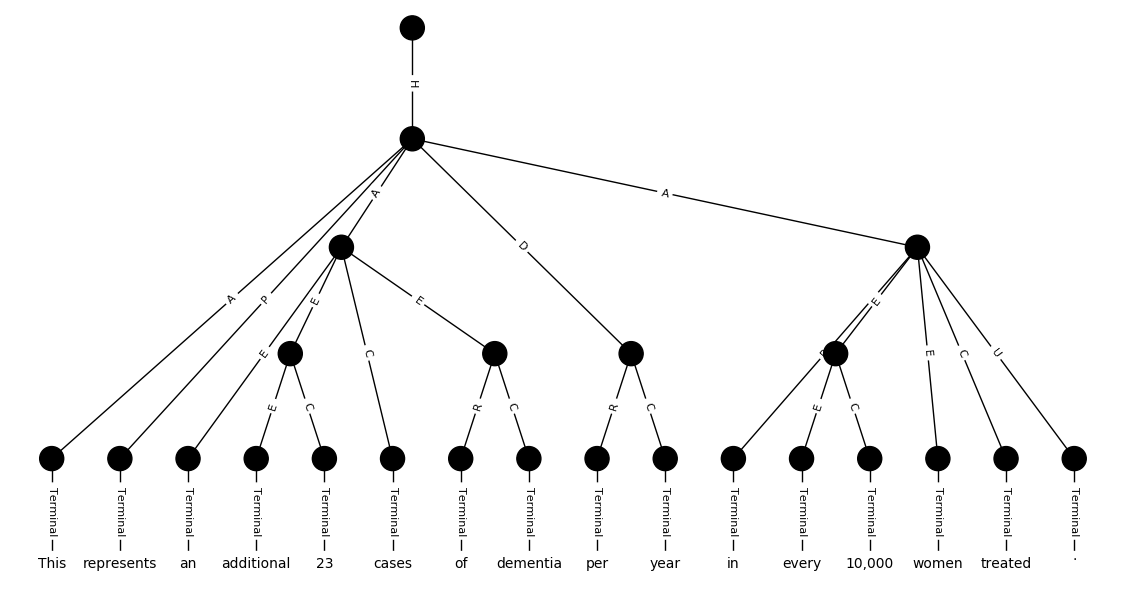 H
A
A
D
A
P
E
E
E
E
E
C
E
C
U
E
C
R
C
R
C
E
C
Terminal Terminal Terminal Terminal Terminal Terminal Terminal Terminal Terminal Terminal Terminal Terminal Terminal Terminal Terminal Terminal
This represents an additional 23 cases of dementia per year in every 10,000 women treated .